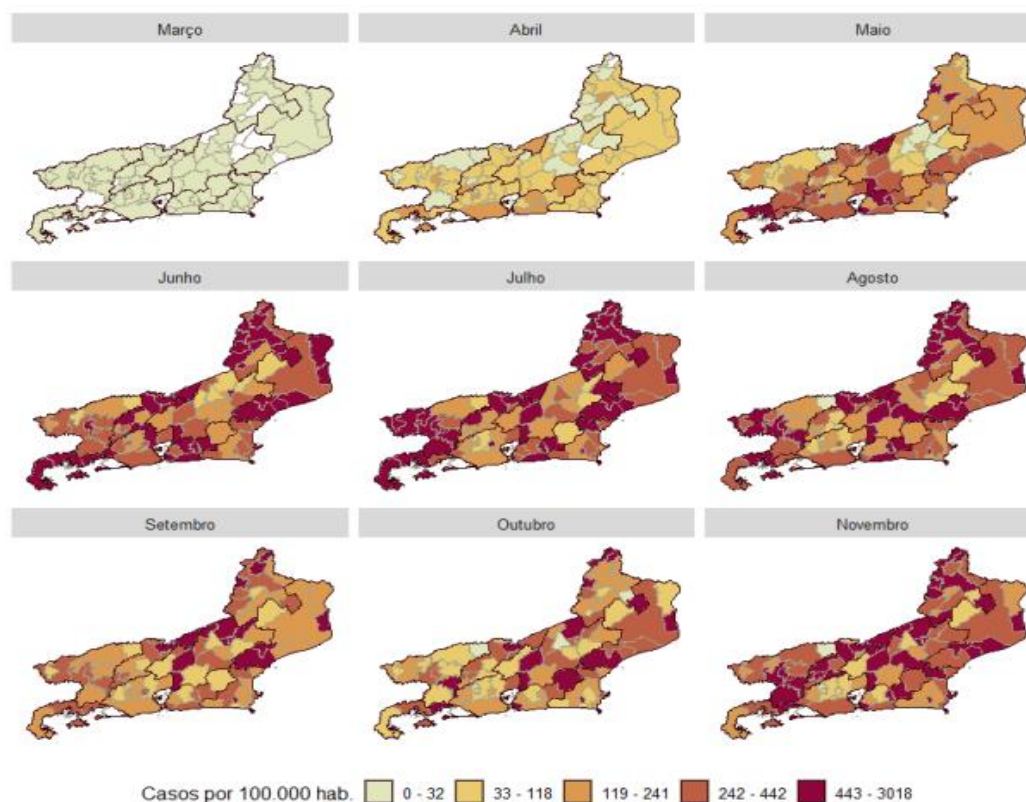 Março
Abril
Maio
Junho
Julho
Agosto
Setembro
Outubro
Novembro
Casos por 100.000 hab. 0 - 32 33 - 118 119 - 241 242 - 442 443 - 3018